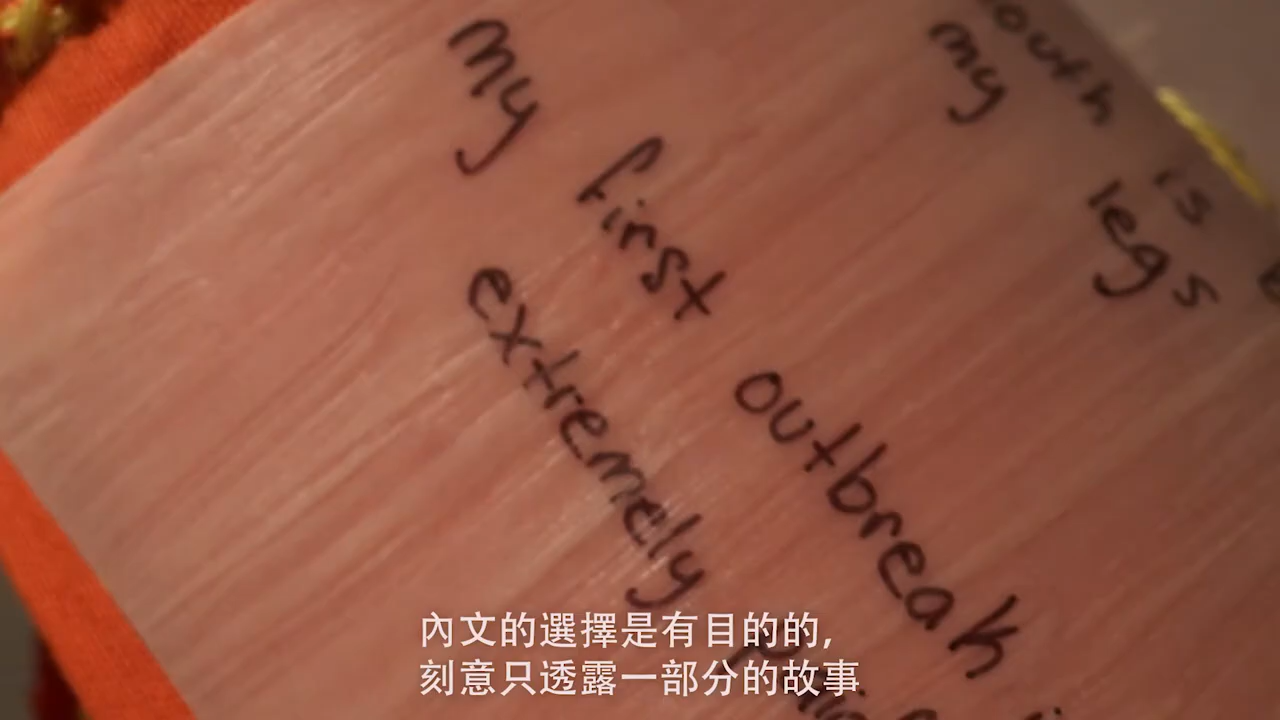 My first outbreak
extremely
my legs
is
內文的選擇是有目的的,
刻意只透露一部分的故事